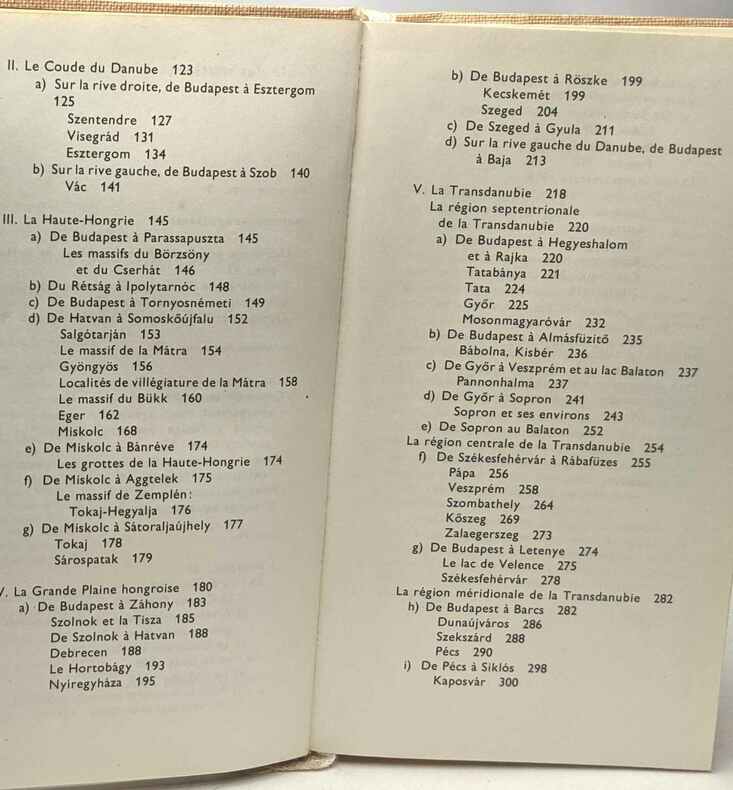 II. Le Coude du Danube 123
a) Sur la rive droite, de Budapest à Esztergom
125
Szentendre 127
Visegrád 131
Esztergom 134
b) Sur la rive gauche, de Budapest à Szob 140
Vác 141
III. La Haute-Hongrie 145
a) De Budapest à Parassapuszta 145
Les massifs du Börzsöny
et du Cserhát 146
b) Du Rétság à Ipolytarnóc 148
c) De Budapest à Tornyosnémeti 149
d) De Hatvan à Somoskőújfalu 152
Salgótarján 153
Le massif de la Mátra 154
Gyöngyös 156
Localités de villégiature de la Mátra 158
Le massif du Bükk 160
Eger 162
Miskolc 168
e) De Miskolc à Bánréve 174
Les grottes de la Haute-Hongrie 174
f) De Miskolc à Aggtelek 175
Le massif de Zemplén:
Tokaj-Hegyalja 176
g) De Miskolc à Sátoraljaújhely 177
Tokaj 178
Sárospatak 179
V. La Grande Plaine hongroise 180
a) De Budapest à Záhony 183
Szolnok et la Tisza 185
De Szolnok à Hatvan 188
Debrecen 188
Le Hortobágy 193
Nyiregyháza 195
b) De Budapest à Röszke 199
Kecskemét 199
Szeged 204
c) De Szeged à Gyula 211
d) Sur la rive gauche du Danube, de Budapest
à Baja 213
V. La Transdanubie 218
La région septentrionale
de la Transdanubie 220
a) De Budapest à Hegyeshalom
et à Rajka 220
Tatabánya 221
Tata 224
Győr 225
Mosonmagyaróvár 232
b) De Budapest à Almásfüzitő 235
Bábolna, Kisbér 236
c) De Győr à Veszprém et au lac Balaton 237
Pannonhalma 237
d) De Győr à Sopron 241
Sopron et ses environs 243
e) De Sopron au Balaton 252
La région centrale de la Transdanubie 254
f) De Székesfehérvár à Rábafüzes 255
Pápa 256
Veszprém 258
Szombathely 264
Kőszeg 269
Zalaegerszeg 273
g) De Budapest à Letenye 274
Le lac de Velence 275
Székesfehérvár 278
La région méridionale de la Transdanubie 282
h) De Budapest à Barcs 282
Dunaújváros 286
Szekszárd 288
Pécs 290
i) De Pécs à Siklós 298
Kaposvár 300